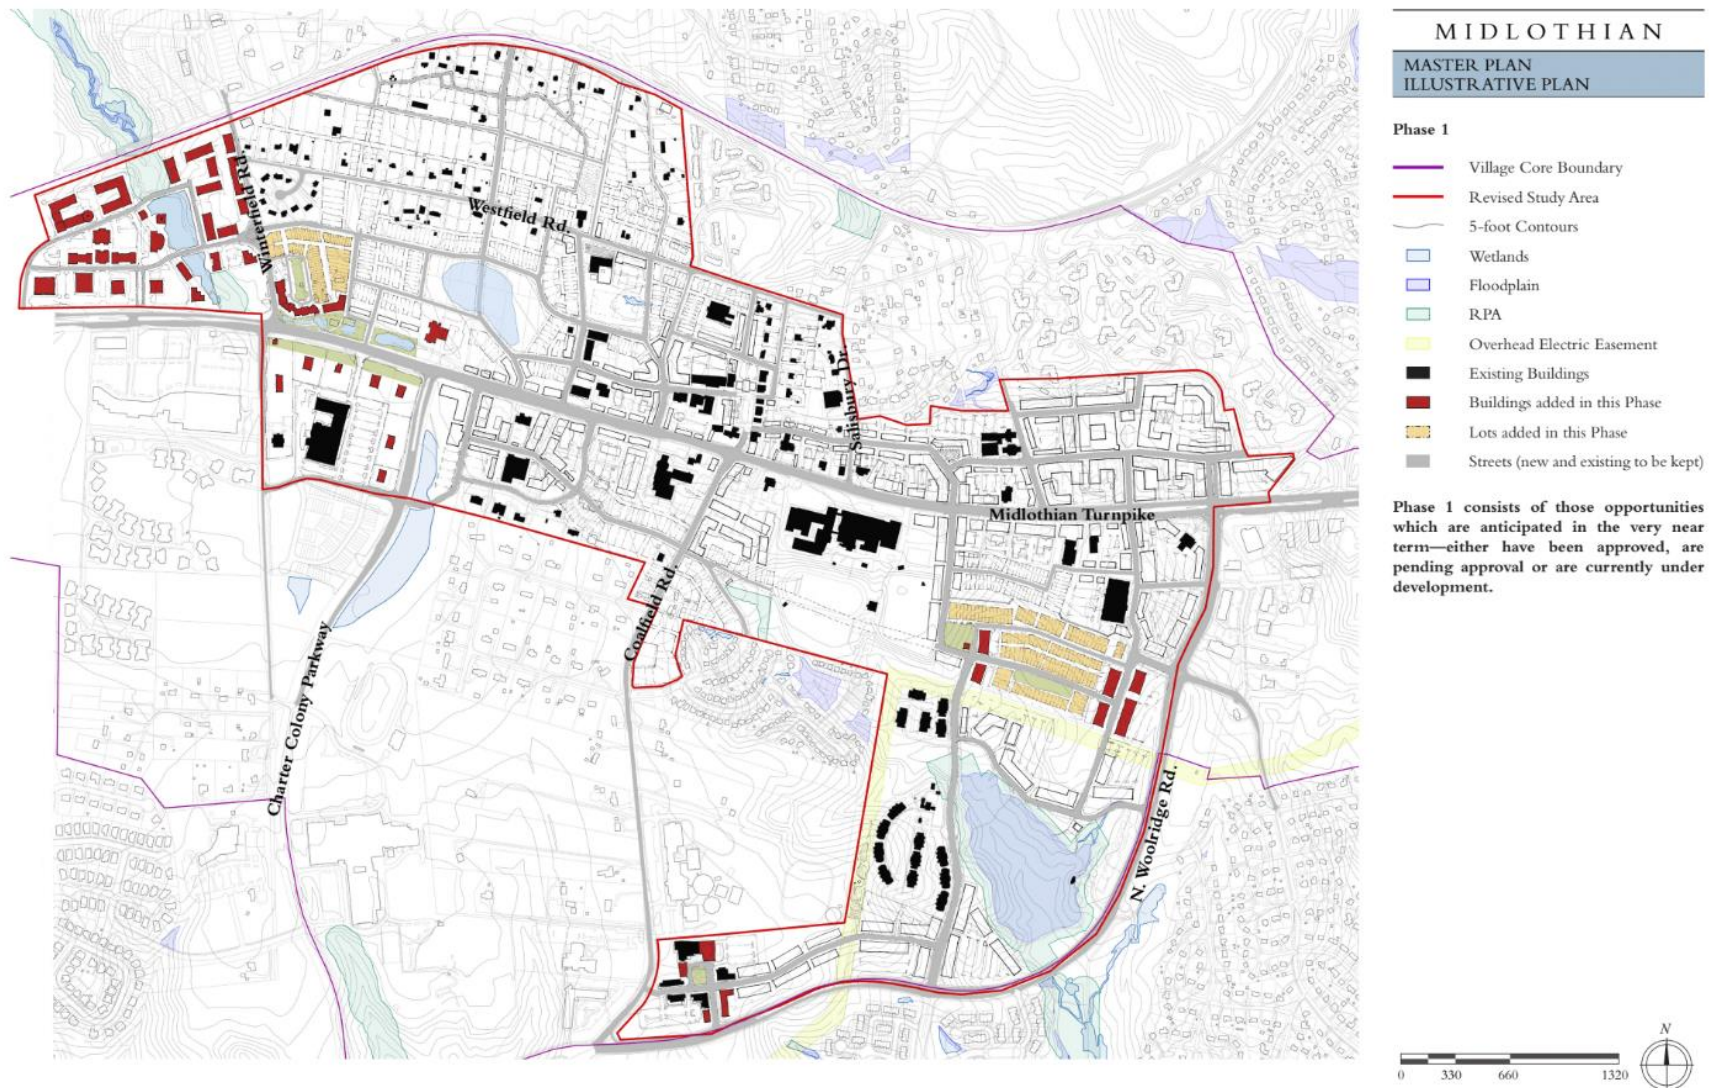 MIDLOTHIAN
MASTER PLAN
ILLUSTRATIVE PLAN
Phase 1
Village Core Boundary
Revised Study Area
5-foot Contours
Wetlands
Floodplain
RPA
Overhead Electric Easement
Existing Buildings
Buildings added in this Phase
Lots added in this Phase
Streets (new and existing to be kept)
Phase 1 consists of those opportunities
which are anticipated in the very near
term—either have been approved, are
pending approval or are currently under
development.
Winterfield Rd.
Westfield Rd.
Salisbury Dr.
Midlothian Turnpike
Coalfield Rd.
Charter Colony Parkway
N. Woolridge Rd.
N
0 330 660 1320